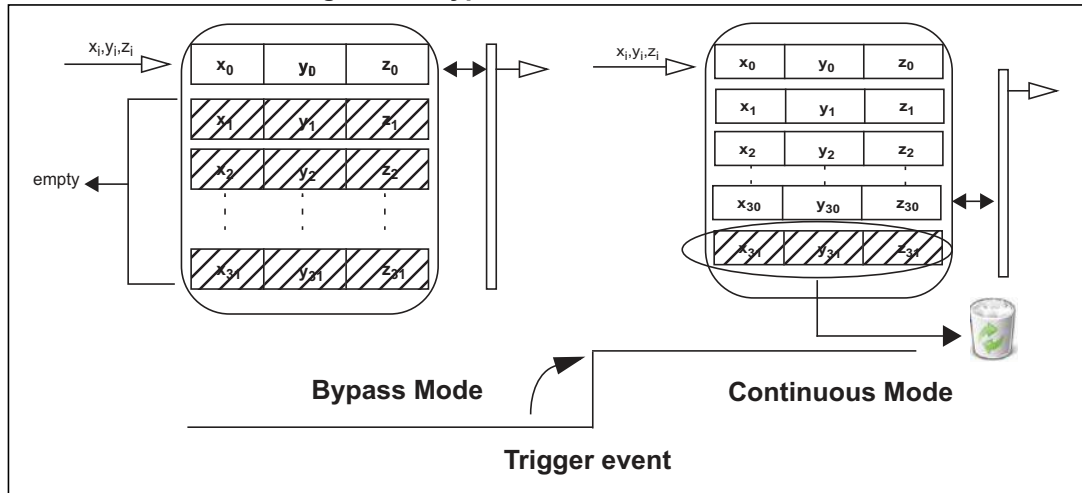 xᵢ,yᵢ,zᵢ
x₀ y₀ z₀
x₁ y₁ z₁
x₂ y₂ z₂
x₃₁ y₃₁ z₃₁
empty
xᵢ,yᵢ,zᵢ
x₀ y₀ z₀
x₁ y₁ z₁
x₂ y₂ z₂
x₃₀ y₃₀ z₃₀
x₃₁ y₃₁ z₃₁
Bypass Mode
Continuous Mode
Trigger event